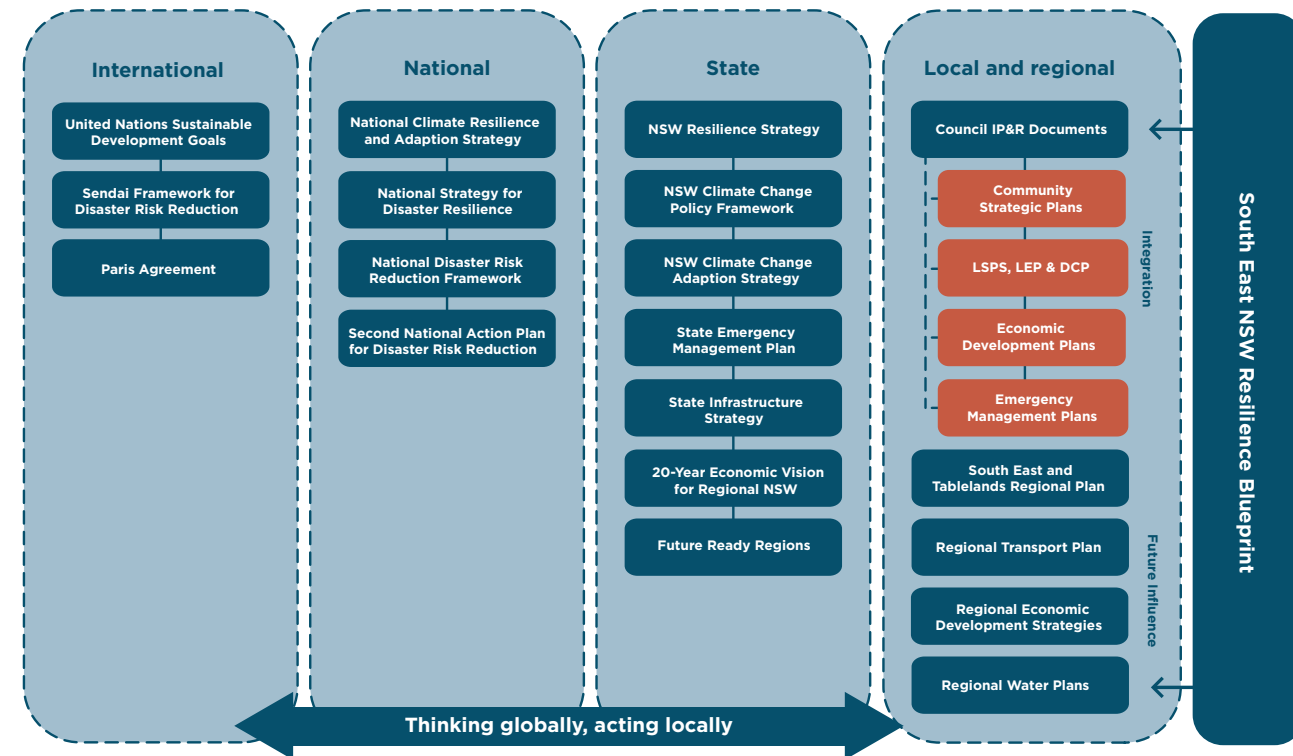 International
United Nations Sustainable
Development Goals
Sendai Framework for
Disaster Risk Reduction
Paris Agreement
National
National Climate Resilience
and Adaption Strategy
National Strategy for
Disaster Resilience
National Disaster Risk
Reduction Framework
Second National Action Plan
for Disaster Risk Reduction
State
NSW Resilience Strategy
NSW Climate Change
Policy Framework
NSW Climate Change
Adaption Strategy
State Emergency
Management Plan
State Infrastructure
Strategy
20-Year Economic Vision
for Regional NSW
Future Ready Regions
Local and regional
Council IP&R Documents
Community
Strategic Plans
LSPS, LEP & DCP
Economic
Development Plans
Emergency
Management Plans
Integration
South East and
Tablelands Regional Plan
Regional Transport Plan
Regional Economic
Development Strategies
Regional Water Plans
Future Influence
South East NSW Resilience Blueprint
Thinking globally, acting locally